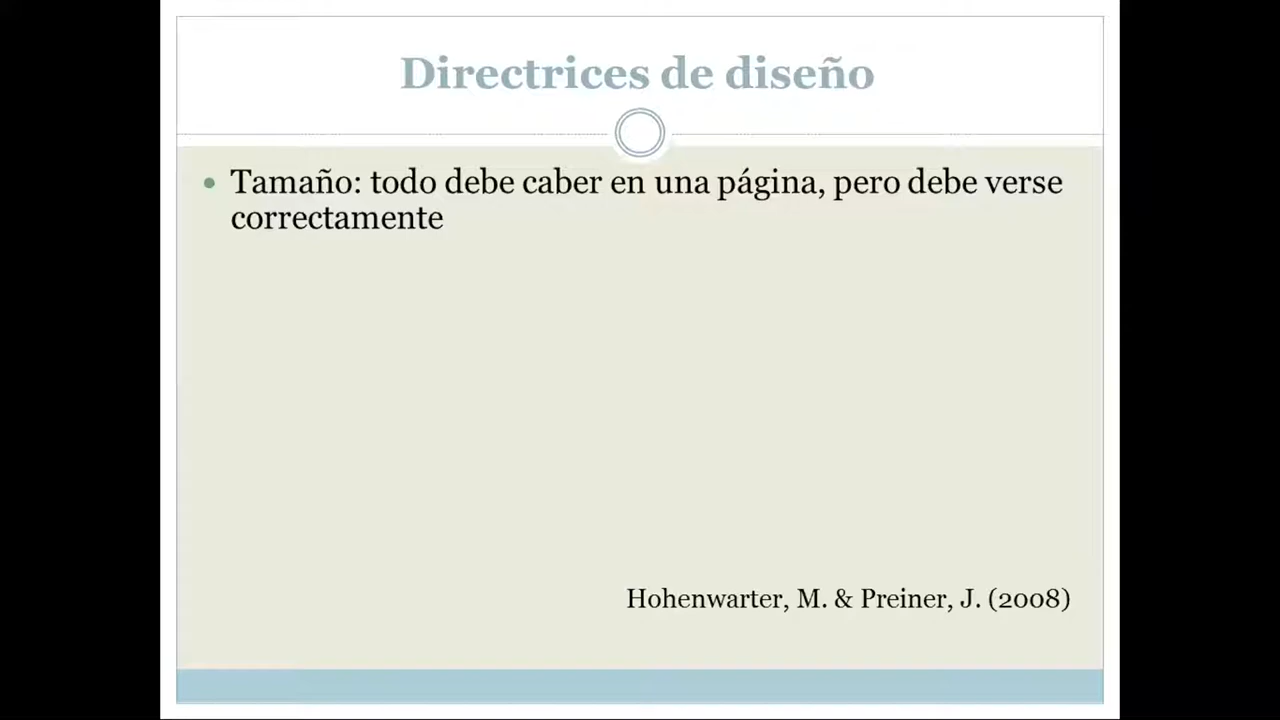 Directrices de diseño
Tamaño: todo debe caber en una página, pero debe verse
correctamente
Hohenwarter, M. & Preiner, J. (2008)